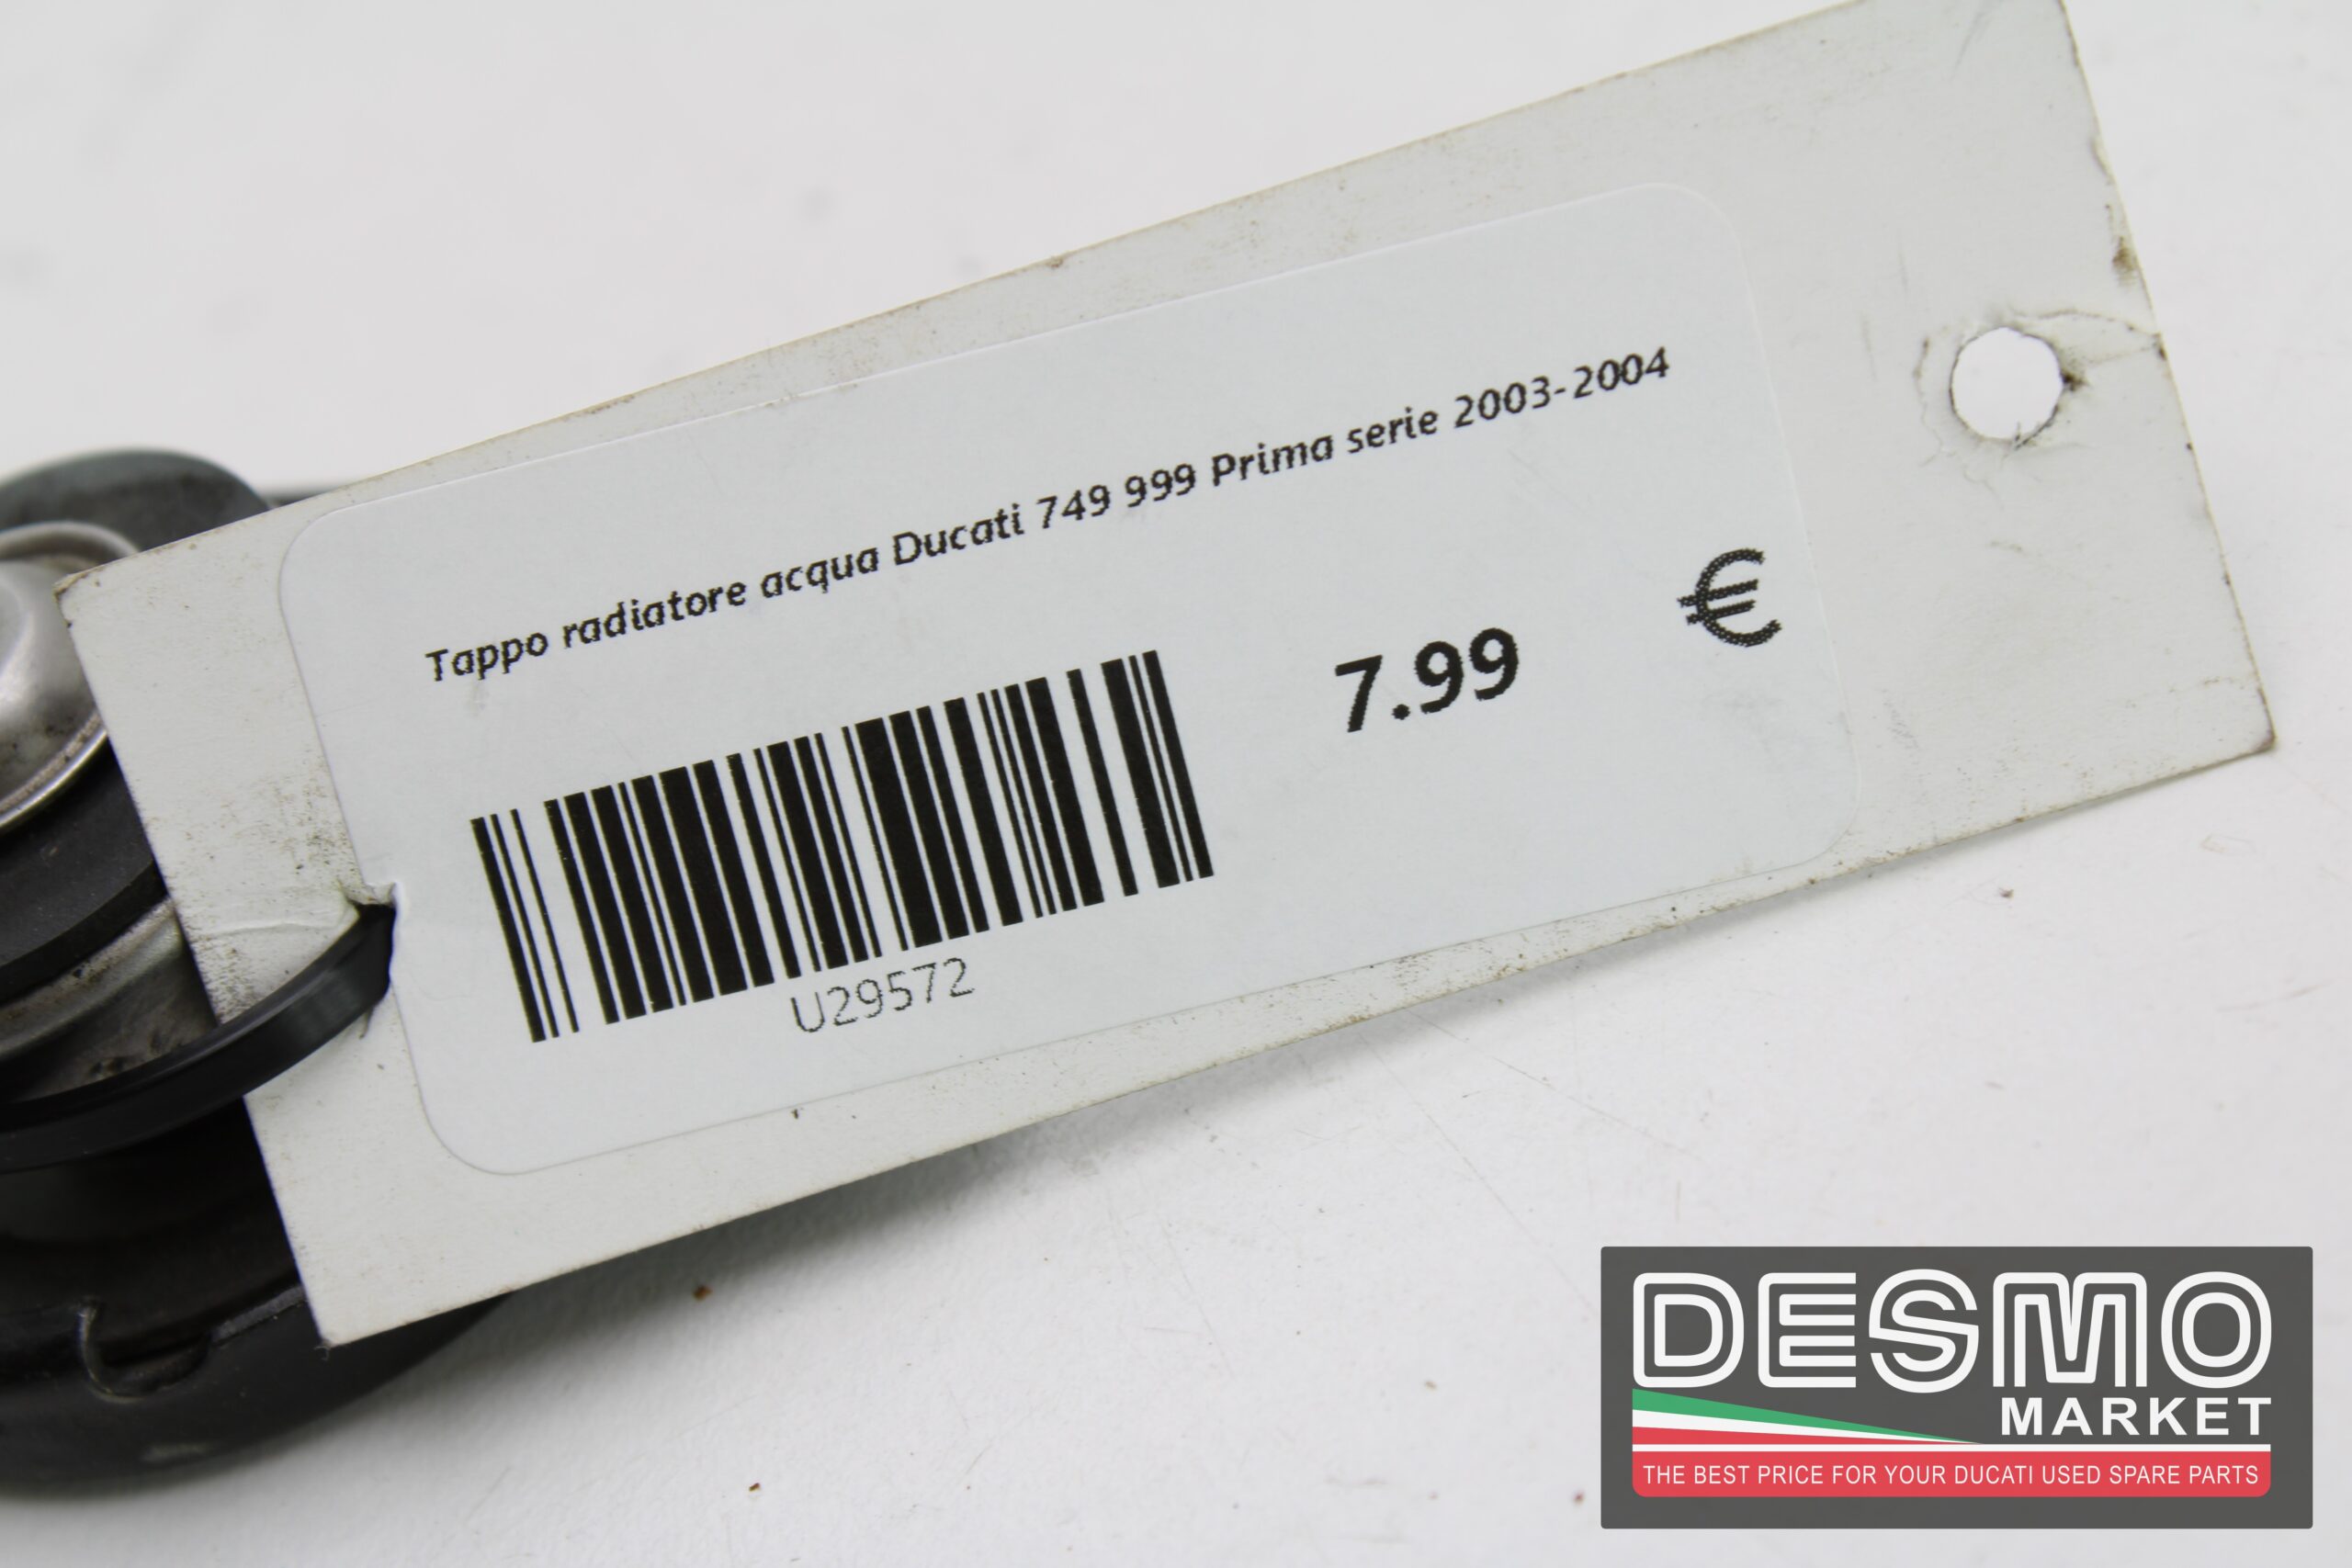 Tappo radiatore acqua Ducati 749 999 Prima serie 2003-2004
7.99 €
U29572
DESMO
MARKET
THE BEST PRICE FOR YOUR DUCATI USED SPARE PARTS